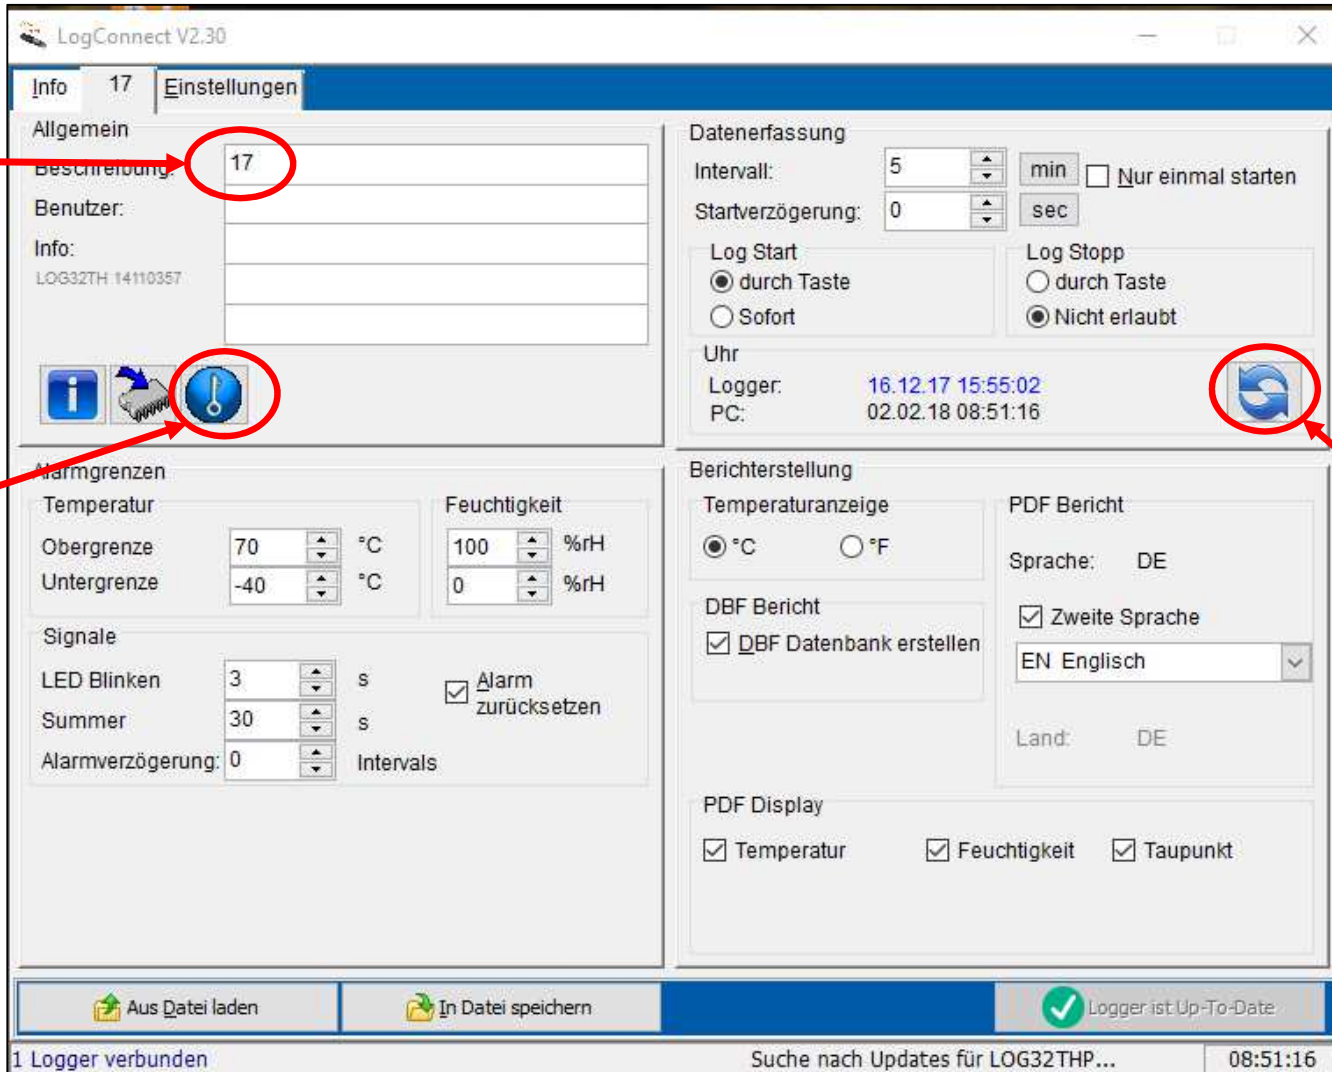 LogConnect V2.30
Info 17 Einstellungen
Allgemein
Beschreibung: 17
Benutzer:
Info:
LOG32TH 14110357
Datenerfassung
Intervall: 5 min Nur einmal starten
Startverzögerung: 0 sec
Log Start
durch Taste
Sofort
Log Stopp
durch Taste
Nicht erlaubt
Uhr
Logger: 16.12.17 15:55:02
PC: 02.02.18 08:51:16
Alarmgrenzen
Temperatur
Obergrenze 70 °C
Untergrenze -40 °C
Feuchtigkeit
100 %rH
0 %rH
Signale
LED Blinken 3 s
Summer 30 s
Alarmverzögerung: 0 Intervals
Alarm
zurücksetzen
Berichterstellung
Temperaturanzeige
°C °F
DBF Bericht
DBF Datenbank erstellen
PDF Bericht
Sprache: DE
Zweite Sprache
EN Englisch
Land: DE
PDF Display
Temperatur Feuchtigkeit Taupunkt
Aus Datei laden In Datei speichern Logger ist Up-To-Date
1 Logger verbunden Suche nach Updates für LOG32THP... 08:51:16